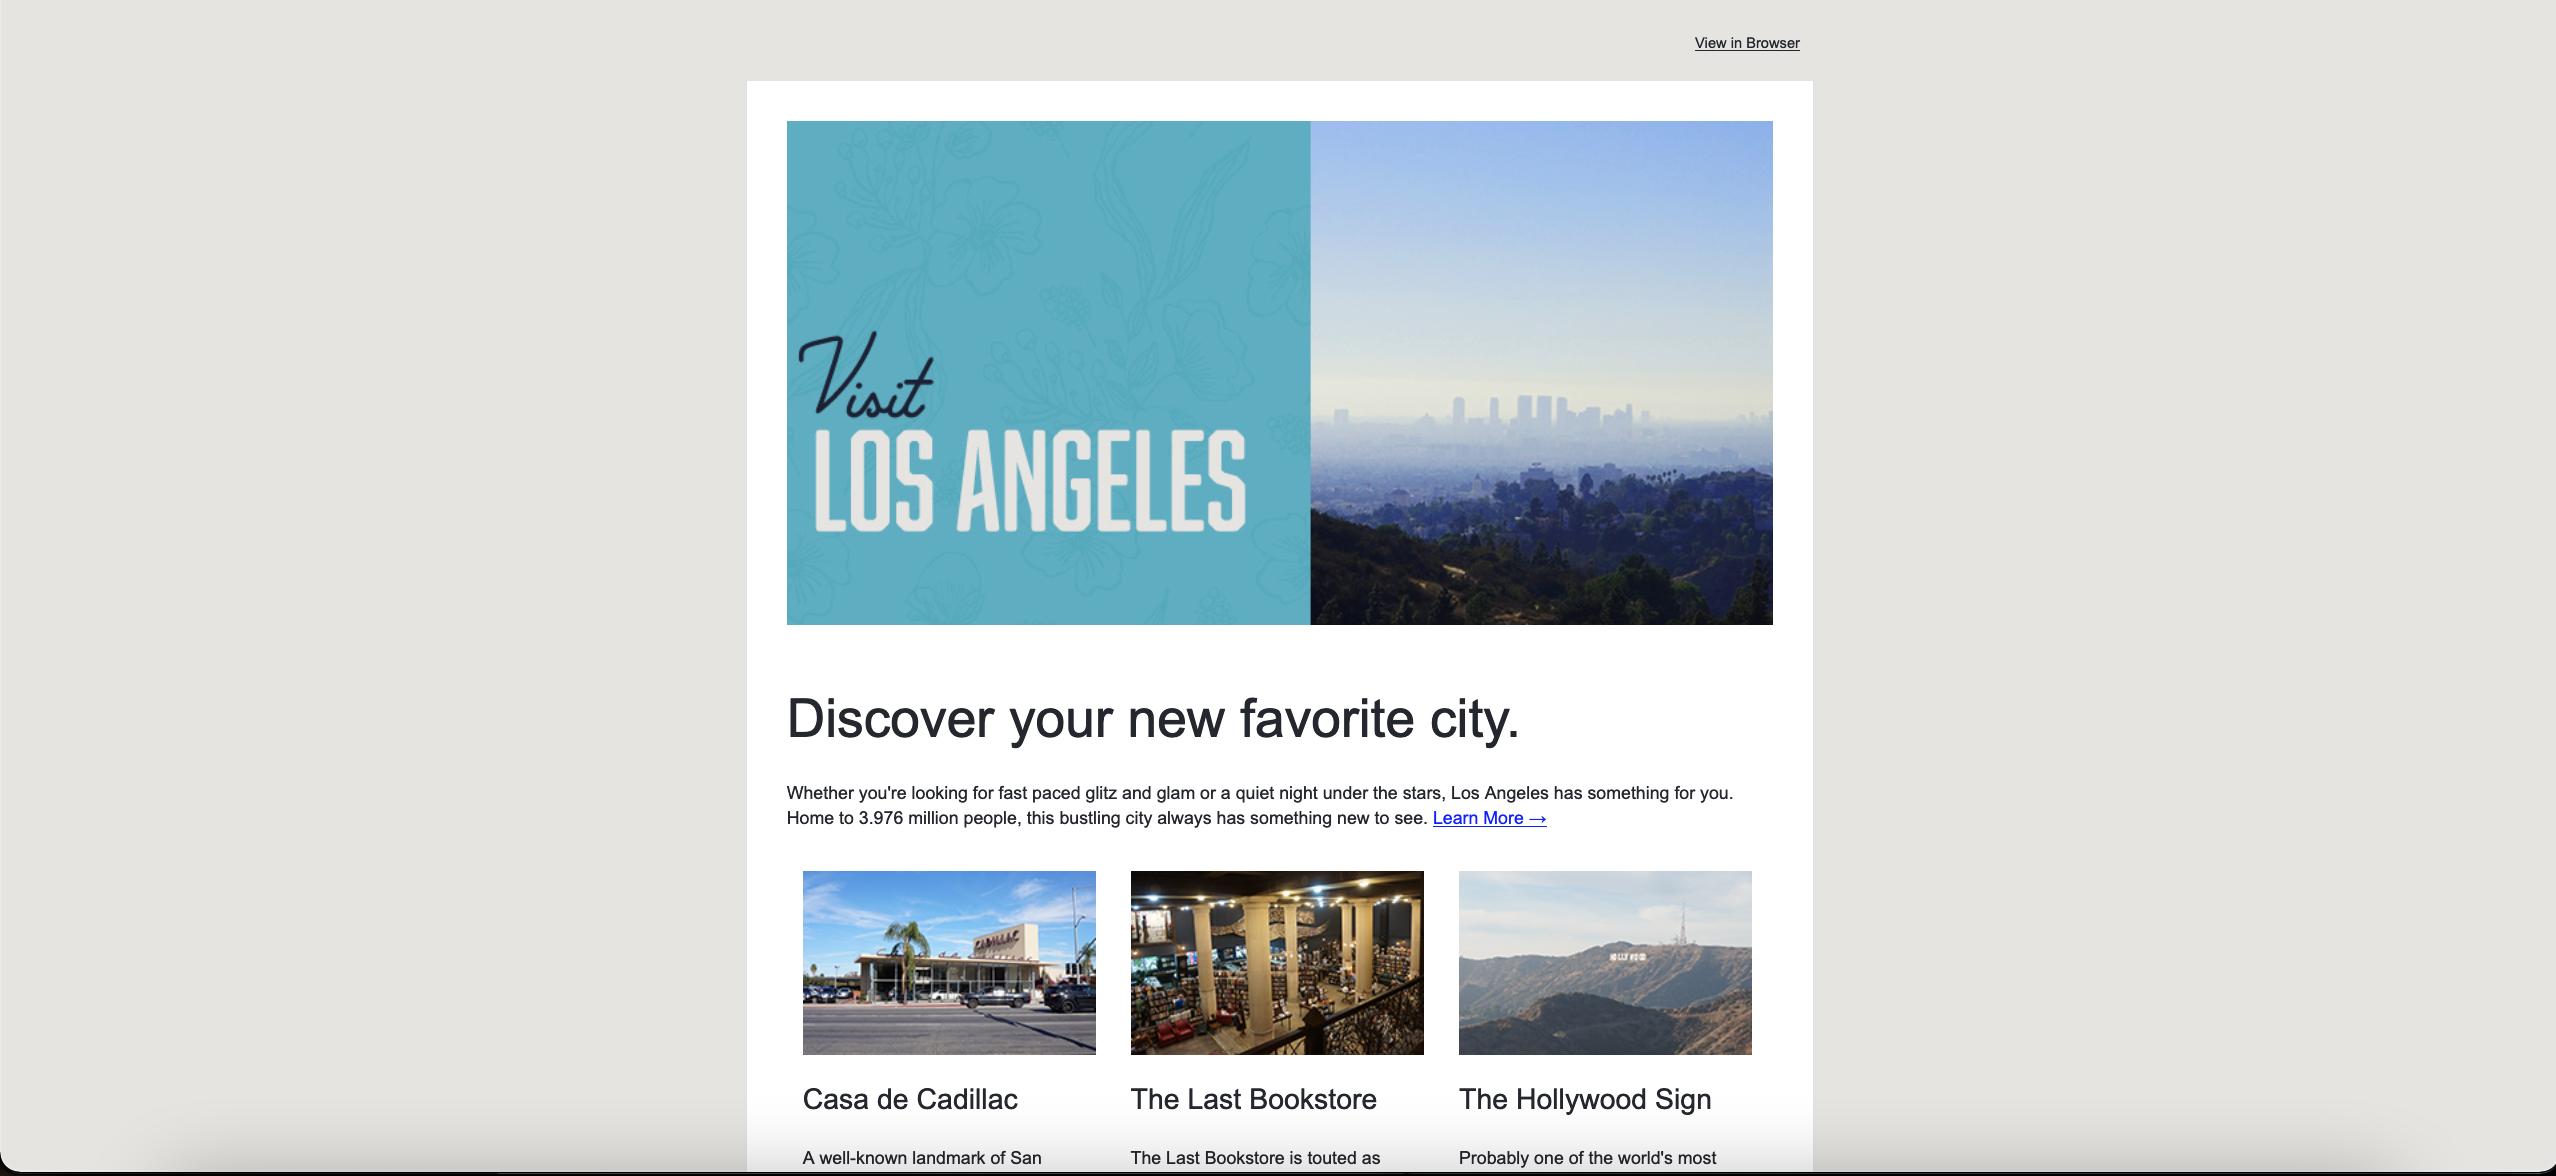 View in Browser
Visit
LOS ANGELES
Discover your new favorite city.
Whether you're looking for fast paced glitz and glam or a quiet night under the stars, Los Angeles has something for you.
Home to 3.976 million people, this bustling city always has something new to see. Learn More →
CADILLAC
HOLLYWOOD
Casa de Cadillac
The Last Bookstore
The Hollywood Sign
A well-known landmark of San
The Last Bookstore is touted as
Probably one of the world's most